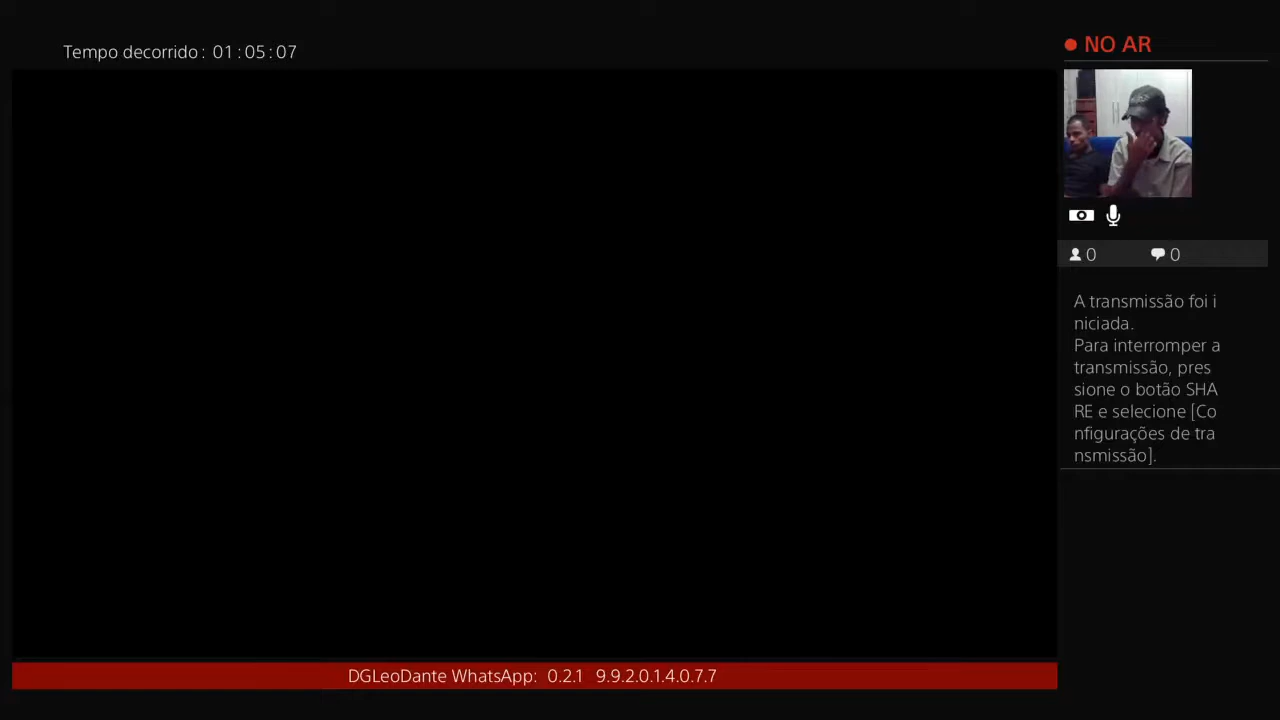 Tempo decorrido: 01:05:07
NO AR
0 0
A transmissão foi i
niciada.
Para interromper a
transmissão, pres
sione o botão SHA
RE e selecione [Co
nfigurações de tra
nsmissão].
DGLeoDante WhatsApp: 0.2.1 9.9.2.0.1.4.0.7.7